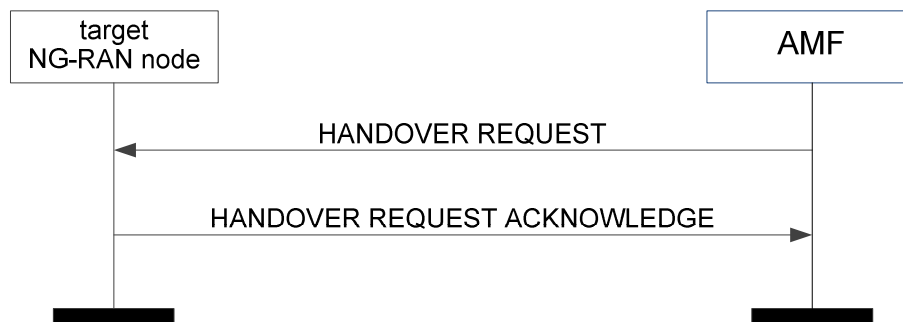 target
NG-RAN node
AMF
HANDOVER REQUEST
HANDOVER REQUEST ACKNOWLEDGE